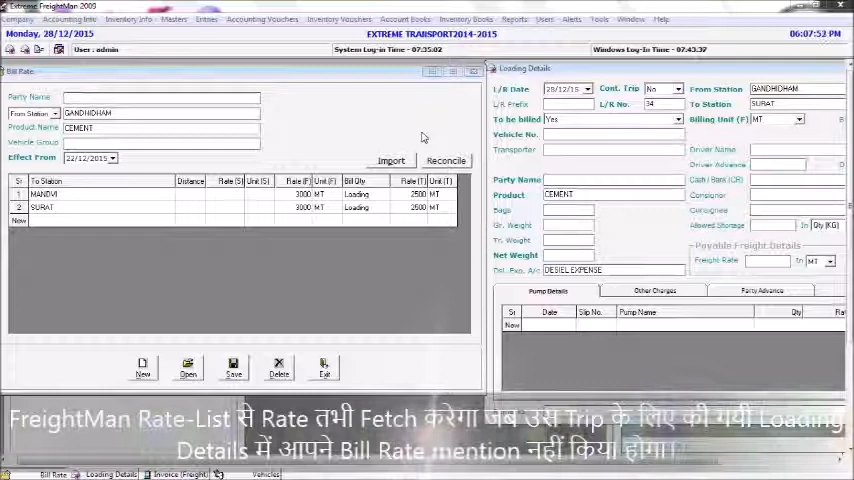 Extreme FreightMan 2009
Company Accounting Info Inventory Info Masters Entries Accounting Vouchers Inventory Vouchers Account Books Inventory Books Reports Users Alerts Tools Window Help
Monday, 28/12/2015 EXTREME TRANSPORT2014-2015 06:07:53 PM
User : admin System Log-in Time - 07:35:02 Windows Log-In Time - 07:43:37
Bill Rate
Party Name
From Station GANDHIDHAM
Product Name CEMENT
Vehicle Group
Effect From 22/12/2015
Import Reconcile
Sr To Station Distance Rate (S) Unit (S) Rate (F) Unit (F) Bill Qty Rate (T) Unit (T)
1 MANDVI 2000 MT Loading 2500 MT
2 SURAT 3000 MT Loading 2500 MT
New
New Open Save Delete Exit
Loading Details
L/R Date 28/12/15 Cont. Trip No From Station GANDHIDHAM
L/R Prefix L/R No. 34 To Station SURAT
To be billed Yes Billing Unit (F) MT
Vehicle No.
Transporter Driver Name
Driver Advance
Party Name Cash / Bank (CR)
Product CEMENT Consignor
Bags Consignee
Gr. Weight Allowed Shortage In Qty (KG)
Tr. Weight Payable Freight Details
Net Weight Freight Rate In MT
Dsl. Exp. A/c DESIEL EXPENSE
Pump Details Other Charges Party Advance
Sr Date Slip No. Pump Name Qty
New
FreightMan Rate-List से Rate तभी Fetch करेगा जब उस Trip के लिए की गयी Loading
Details में आपने Bill Rate mention नहीं किया होगा।
Bill Rate Loading Details Invoice (Freight) Vehicles